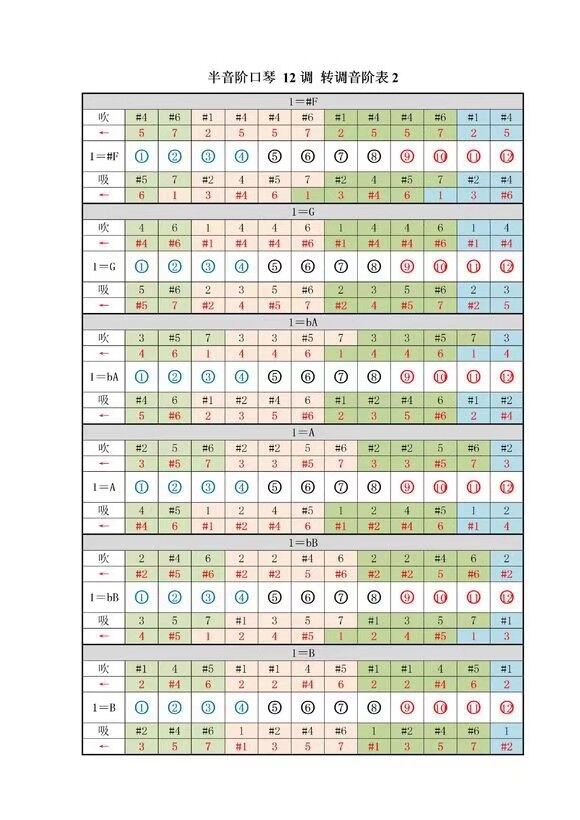 半音阶口琴 12 调 转调音阶表 2
1=#F
吹 #4 #6 #1 #4 #4 #6 #1 #4 #4 #6 #1 #4
← 5 7 2 5 5 7 2 5 5 7 2 5
1=#F ① ② ③ ④ ⑤ ⑥ ⑦ ⑧ ⑨ ⑩ ⑪ ⑫
吸 #5 7 #2 4 #5 7 #2 4 #5 7 #2 #4
← 6 1 3 #4 6 1 3 #4 6 1 3 #6
1=G
吹 4 6 1 4 4 6 1 4 4 6 1 4
← #4 #6 #1 #4 #4 #6 #1 #4 #4 #6 #1 #4
1=G ① ② ③ ④ ⑤ ⑥ ⑦ ⑧ ⑨ ⑩ ⑪ ⑫
吸 5 #6 2 3 5 #6 2 3 5 #6 2 3
← #5 7 #2 4 #5 7 #2 4 #5 7 #2 5
1=bA
吹 3 #5 7 3 3 #5 7 3 3 #5 7 3
← 4 6 1 4 4 6 1 4 4 6 1 4
1=bA ① ② ③ ④ ⑤ ⑥ ⑦ ⑧ ⑨ ⑩ ⑪ ⑫
吸 #4 6 #1 #2 #4 6 #1 #2 #4 6 #1 #2
← 5 #6 2 3 5 #6 2 3 5 #6 2 #4
1=A
吹 #2 5 #6 #2 #2 5 #6 #2 #2 5 #6 #2
← 3 #5 7 3 3 #5 7 3 3 #5 7 3
1=A ① ② ③ ④ ⑤ ⑥ ⑦ ⑧ ⑨ ⑩ ⑪ ⑫
吸 4 #5 1 2 4 #5 1 2 4 #5 1 2
← #4 6 #1 #2 #4 6 #1 #2 #4 6 #1 4
1=bB
吹 2 #4 6 2 2 #4 6 2 2 #4 6 2
← #2 #5 #6 #2 #2 5 #6 #2 #2 5 #6 #2
1=bB ① ② ③ ④ ⑤ ⑥ ⑦ ⑧ ⑨ ⑩ ⑪ ⑫
吸 3 5 7 #1 3 5 7 #1 3 5 7 #1
← 4 #5 1 2 4 #5 1 2 4 #5 1 3
1=B
吹 #1 4 #5 #1 #1 4 #5 #1 #1 4 #5 #1
← 2 #4 6 2 2 #4 6 2 2 #4 6 2
1=B ① ② ③ ④ ⑤ ⑥ ⑦ ⑧ ⑨ ⑩ ⑪ ⑫
吸 #2 #4 #6 1 #2 #4 #6 1 #2 #4 #6 1
← 3 5 7 #1 3 5 7 #1 3 5 7 #2